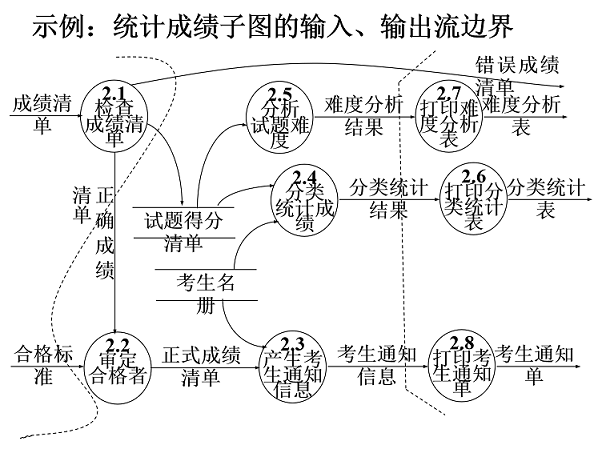 示例：统计成绩子图的输入、输出流边界
错误成绩
清单
成绩清
单
2.1
检查
成绩清
单
2.5
分析
试题难
度
难度分析
结果
2.7
打印难
度分析
表
难度分析
表
正确成绩
清单
试题得分
清单
2.4
分类
统计成
绩
分类统计
结果
2.6
打印分
类统计
表
分类统计
表
考生名
册
合格标
准
2.2
审定
合格者
正式成绩
清单
2.3
产生考
生通知
信息
考生通知
信息
2.8
打印考
生通知
单
考生通知
单